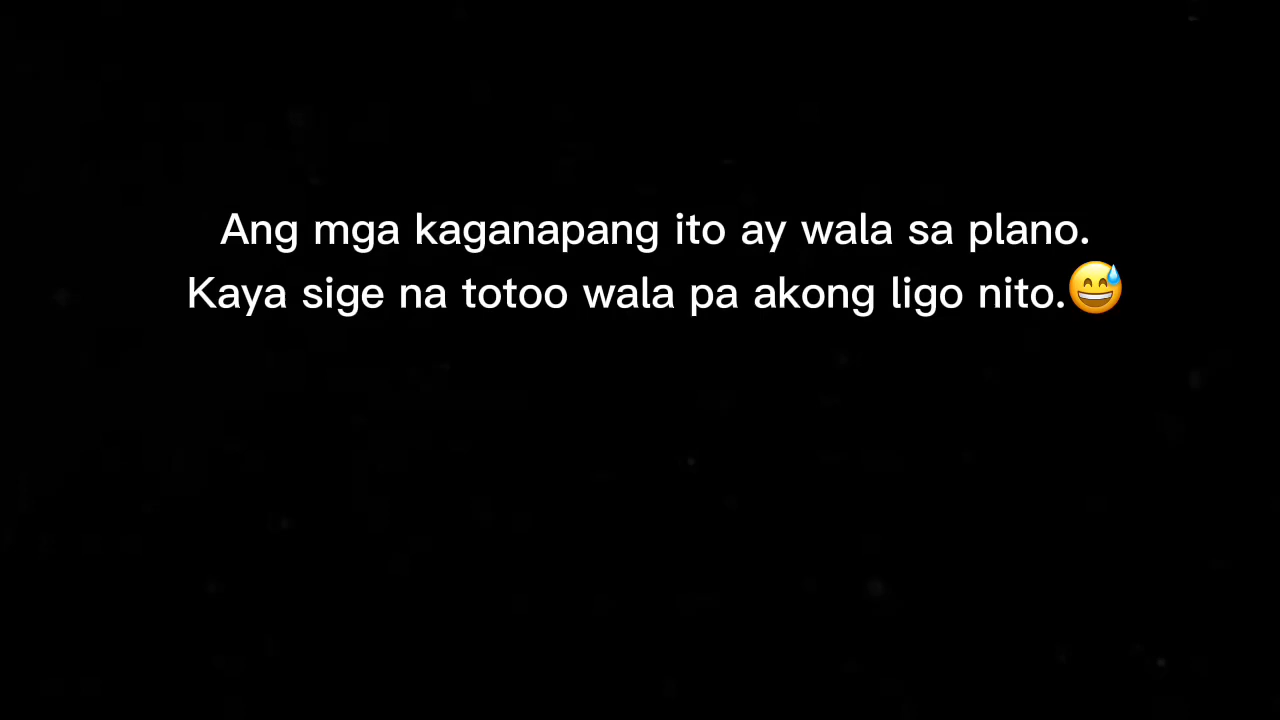 Ang mga kaganapang ito ay wala sa plano.
Kaya sige na totoo wala pa akong ligo nito.😅